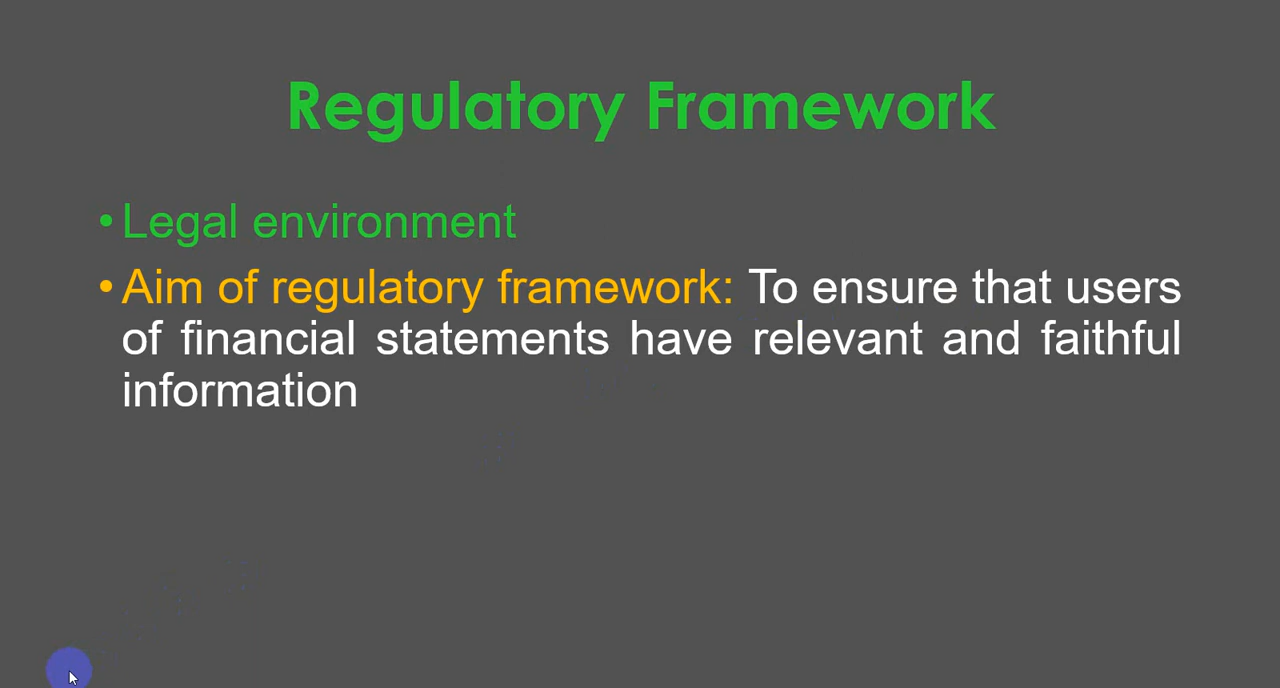 Regulatory Framework
•Legal environment
•Aim of regulatory framework: To ensure that users
of financial statements have relevant and faithful
information